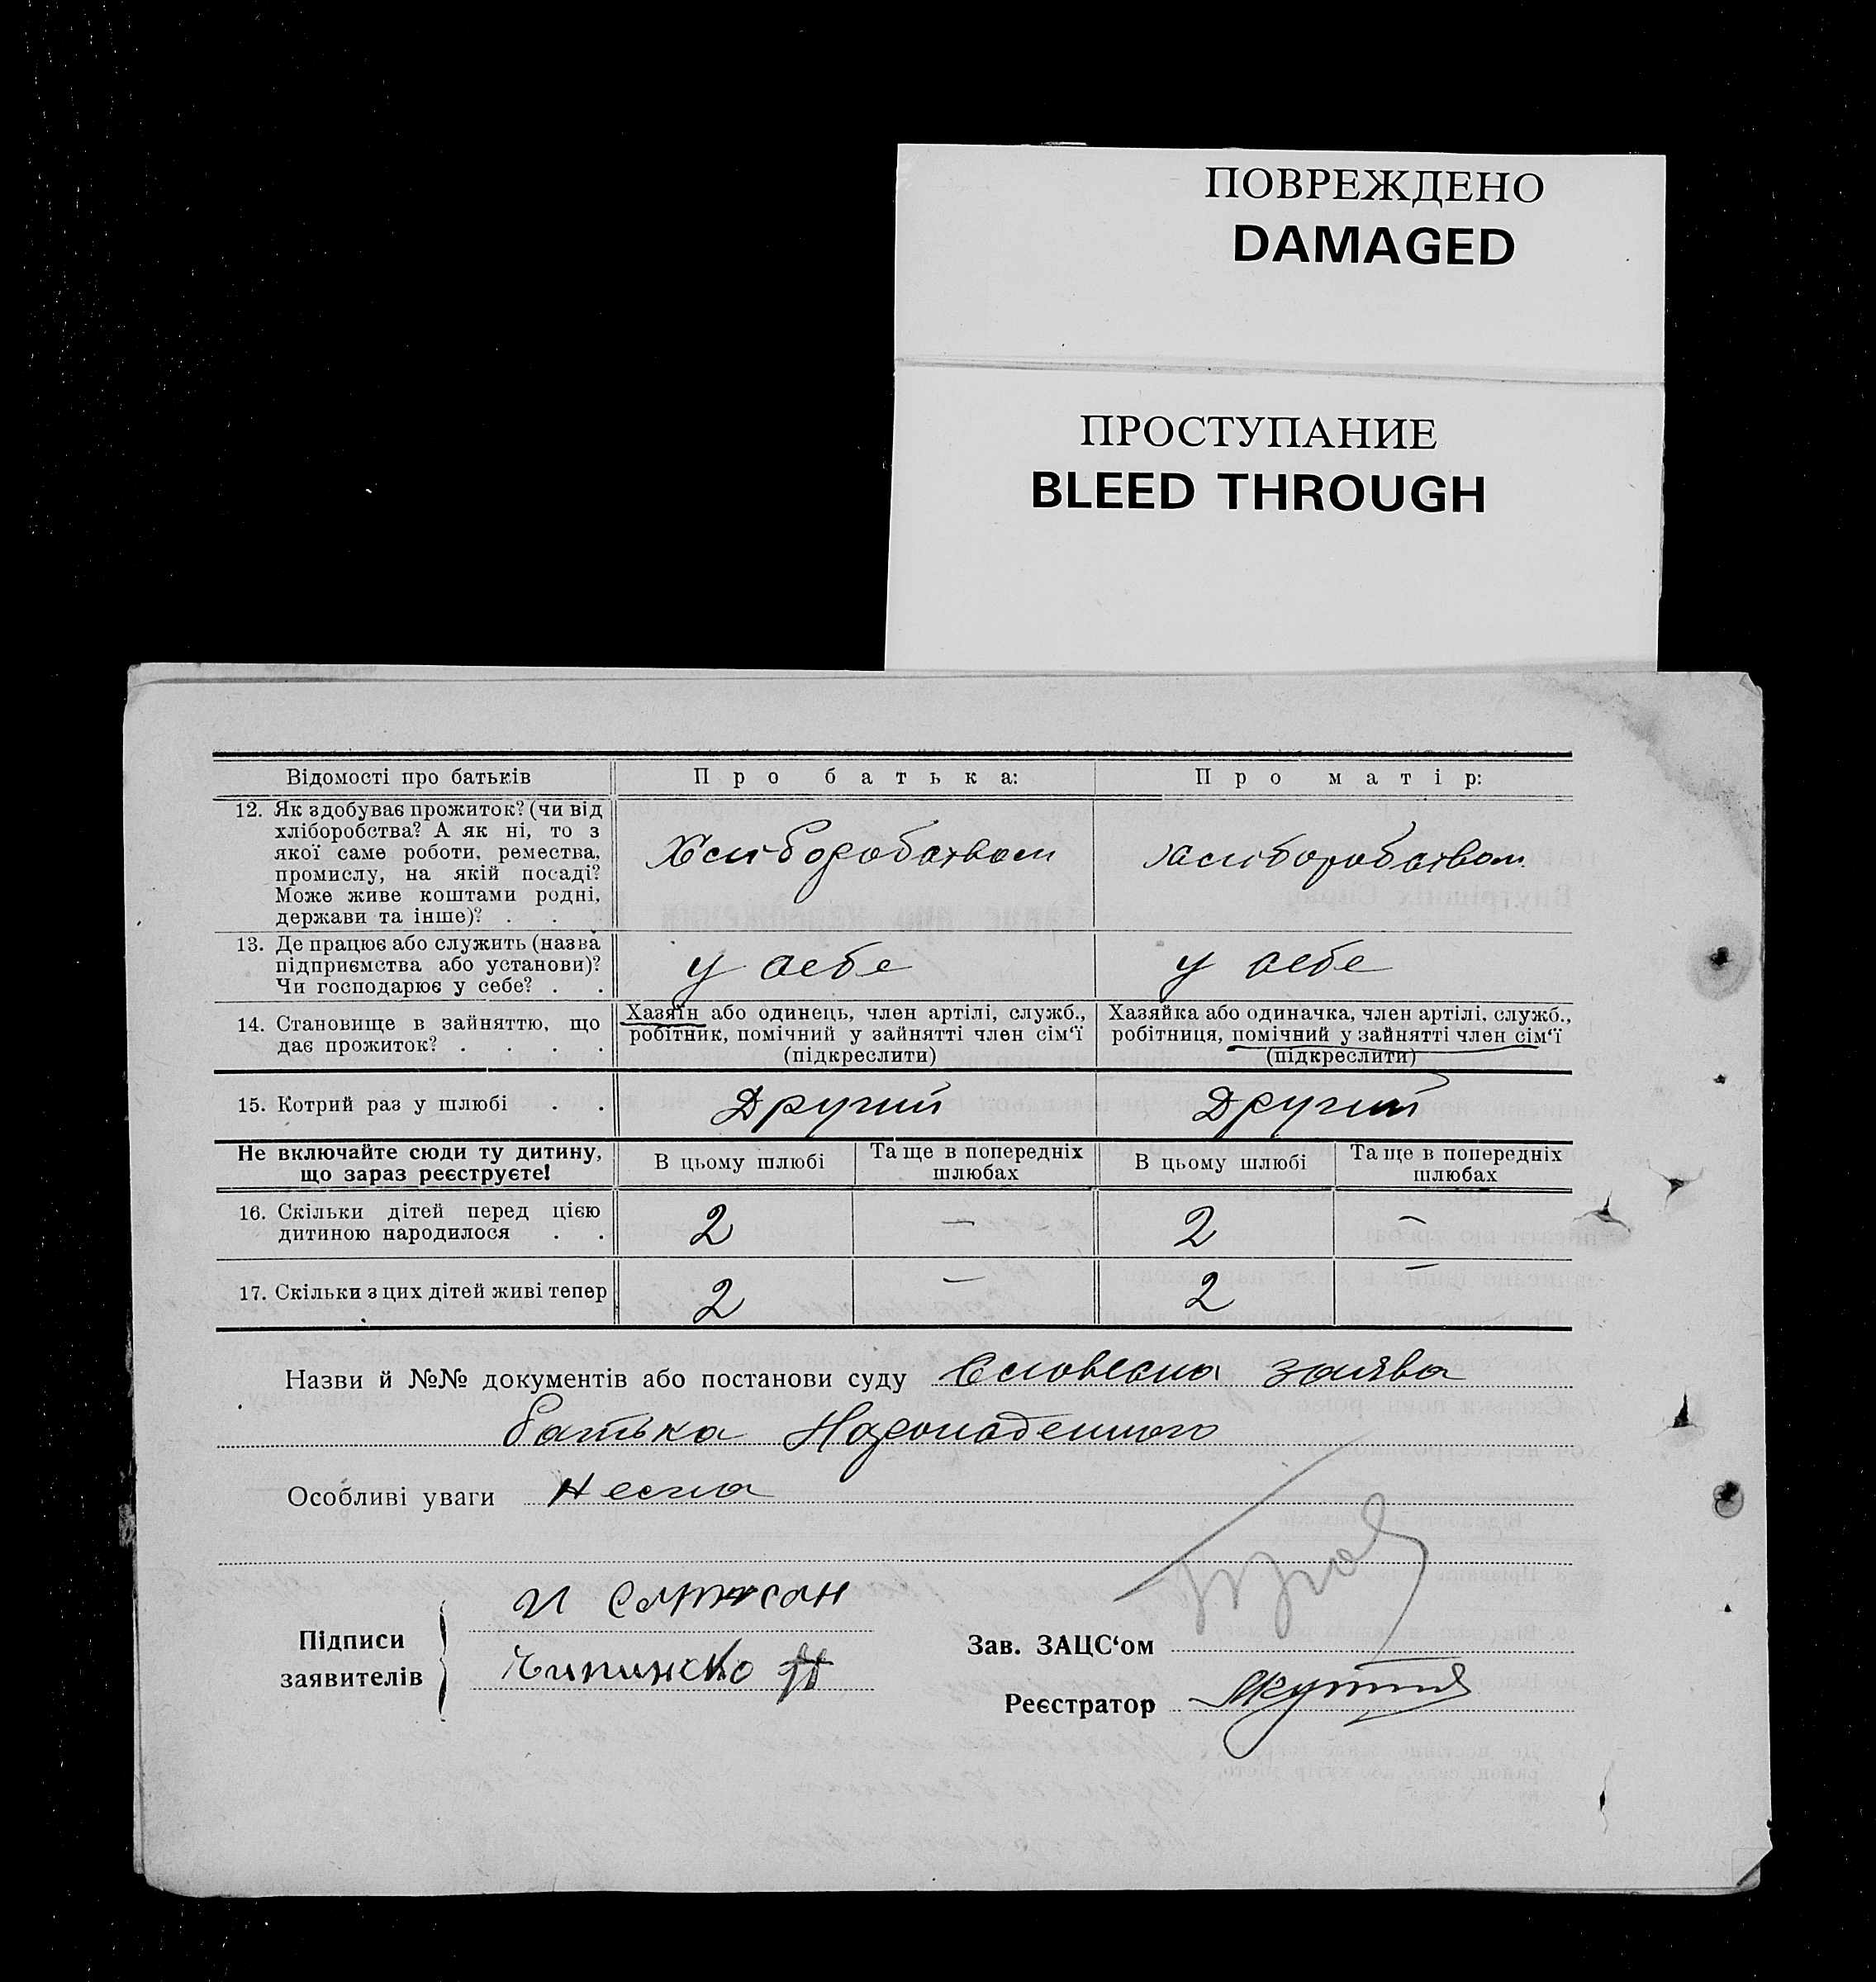 ПОВРЕЖДЕНО
DAMAGED
ПРОСТУПАНИЕ
BLEED THROUGH
Відомості про батьків
Про батька:
Про матір:
12. Як здобуває прожиток? (чи від
хліборобства? А як ні, то з
якої саме роботи, ремества,
промислу, на якій посаді?
Може живе коштами родні,
держави та інше)? . .
Хліборобством
хліборобством
13. Де працює або служить (назва
підприємства або установи)?
Чи господарює у себе? . .
у себе
у себе
14. Становище в зайняттю, що
дає прожиток? . . . .
Хазяїн або одинець, член артілі, служб.,
робітник, помічний у зайнятті член сім‘ї
(підкреслити)
Хазяйка або одиначка, член артілі, служб.,
робітниця, помічний у зайнятті член сім‘ї
(підкреслити)
15. Котрий раз у шлюбі . .
Другий
Другий
Не включайте сюди ту дитину,
що зараз реєструєте!
В цьому шлюбі
Та ще в попередніх
шлюбах
В цьому шлюбі
Та ще в попередніх
шлюбах
16. Скільки дітей перед цією
дитиною народилося . .
2
—
2
—
17. Скільки з цих дітей живі тепер
2
—
2
—
Назви й №№ документів або постанови суду Словесна заява
батька
Особливі уваги Нема
Підписи
заявителів
Зав. ЗАЦС‘ом
Реєстратор